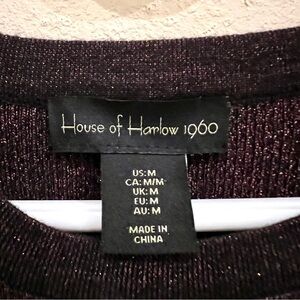 House of Harlow 1960
US: M
CA: M/M
UK: M
EU: M
AU: M
MADE IN
CHINA